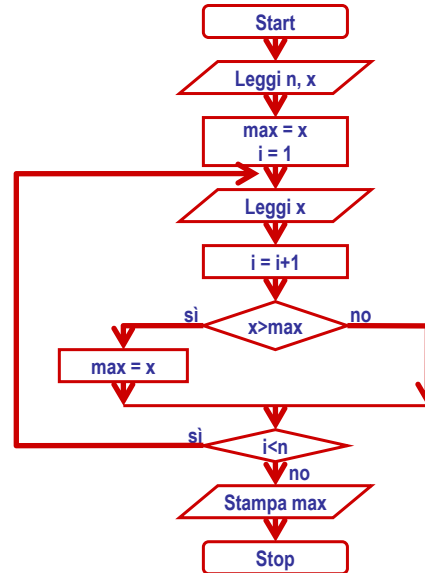 Start
Leggi n, x
max = x
i = 1
Leggi x
i = i+1
sì
x>max
no
max = x
sì
i<n
no
Stampa max
Stop